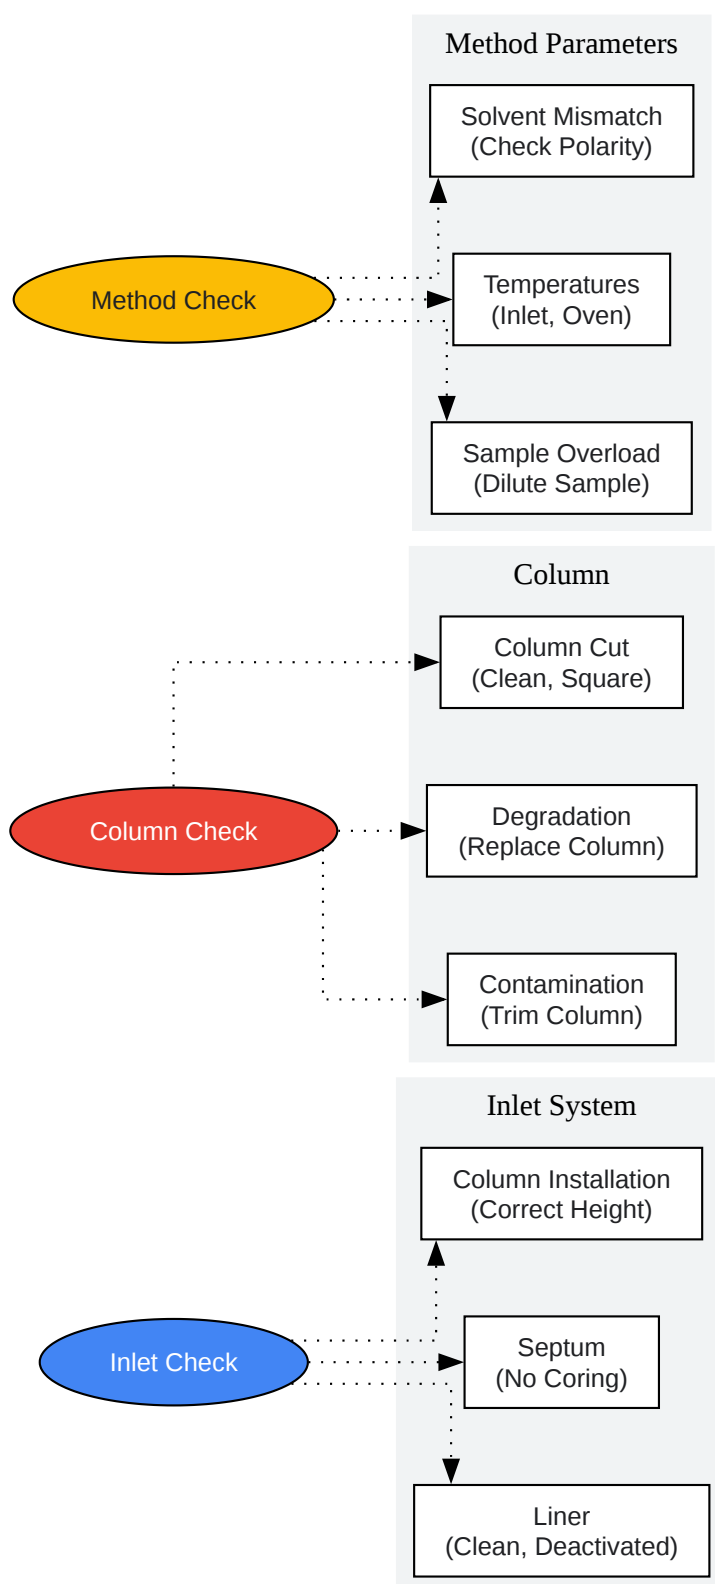 Method Parameters
Solvent Mismatch
(Check Polarity)
Method Check
Temperatures
(Inlet, Oven)
Sample Overload
(Dilute Sample)
Column
Column Cut
(Clean, Square)
Column Check
Degradation
(Replace Column)
Contamination
(Trim Column)
Inlet System
Column Installation
(Correct Height)
Inlet Check
Septum
(No Coring)
Liner
(Clean, Deactivated)